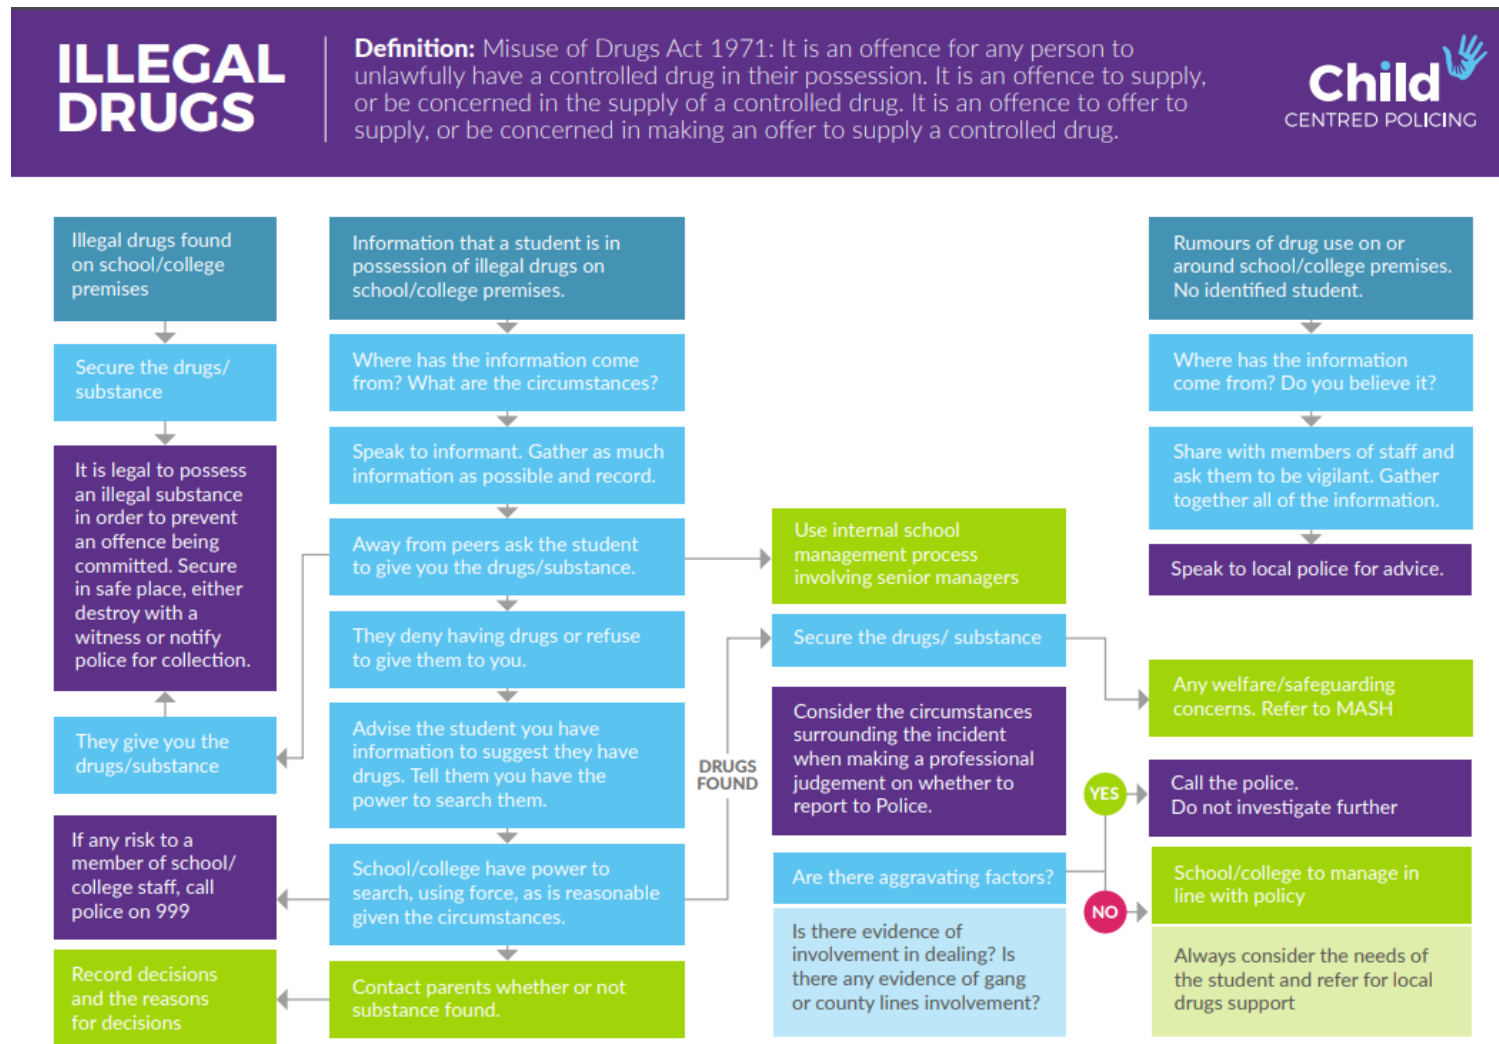 ILLEGAL
DRUGS
Definition: Misuse of Drugs Act 1971: It is an offence for any person to
unlawfully have a controlled drug in their possession. It is an offence to supply,
or be concerned in the supply of a controlled drug. It is an offence to offer to
supply, or be concerned in making an offer to supply a controlled drug.
Child
CENTRED POLICING
Illegal drugs found
on school/college
premises
Secure the drugs/
substance
It is legal to possess
an illegal substance
in order to prevent
an offence being
committed. Secure
in safe place, either
destroy with a
witness or notify
police for collection.
They give you the
drugs/substance
If any risk to a
member of school/
college staff, call
police on 999
Record decisions
and the reasons
for decisions
Information that a student is in
possession of illegal drugs on
school/college premises.
Where has the information come
from? What are the circumstances?
Speak to informant. Gather as much
information as possible and record.
Away from peers ask the student
to give you the drugs/substance.
They deny having drugs or refuse
to give them to you.
Advise the student you have
information to suggest they have
drugs. Tell them you have the
power to search them.
School/college have power to
search, using force, as is reasonable
given the circumstances.
Contact parents whether or not
substance found.
DRUGS
FOUND
Use internal school
management process
involving senior managers
Secure the drugs/ substance
Consider the circumstances
surrounding the incident
when making a professional
judgement on whether to
report to Police.
Are there aggravating factors?
Is there evidence of
involvement in dealing? Is
there any evidence of gang
or county lines involvement?
YES
NO
Rumours of drug use on or
around school/college premises.
No identified student.
Where has the information
come from? Do you believe it?
Share with members of staff and
ask them to be vigilant. Gather
together all of the information.
Speak to local police for advice.
Any welfare/safeguarding
concerns. Refer to MASH
Call the police.
Do not investigate further
School/college to manage in
line with policy
Always consider the needs of
the student and refer for local
drugs support